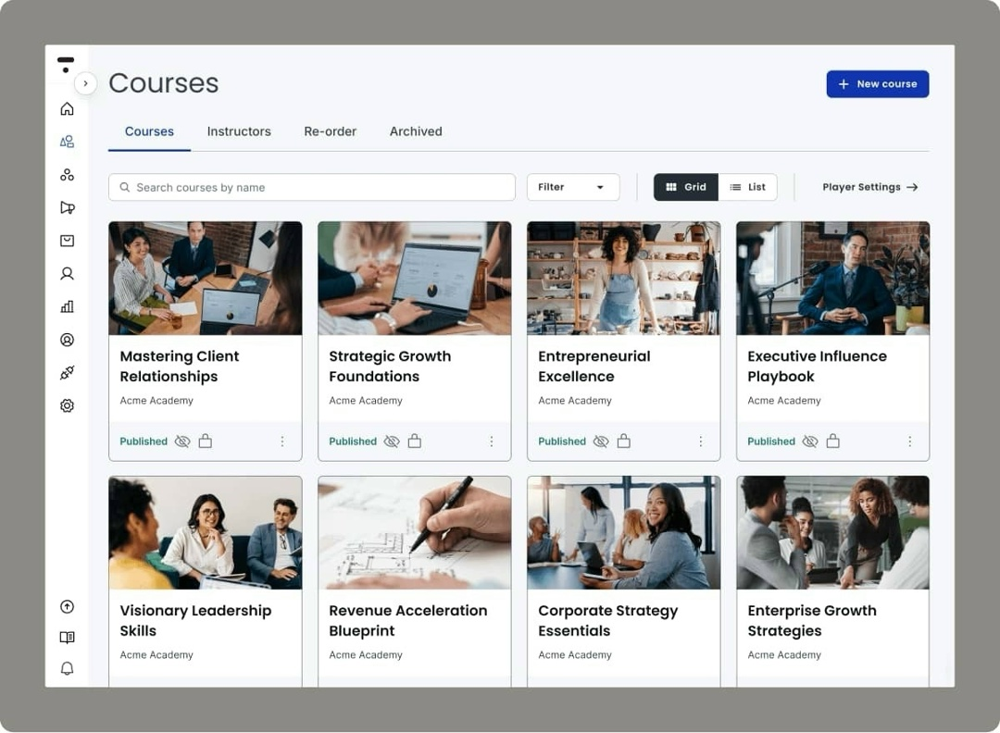 Courses
New course
Courses
Instructors
Re-order
Archived
Search courses by name
Filter
Grid
List
Player Settings
Mastering Client
Relationships
Acme Academy
Published
Strategic Growth
Foundations
Acme Academy
Published
Entrepreneurial
Excellence
Acme Academy
Published
Executive Influence
Playbook
Acme Academy
Published
Visionary Leadership
Skills
Acme Academy
Revenue Acceleration
Blueprint
Acme Academy
Corporate Strategy
Essentials
Acme Academy
Enterprise Growth
Strategies
Acme Academy